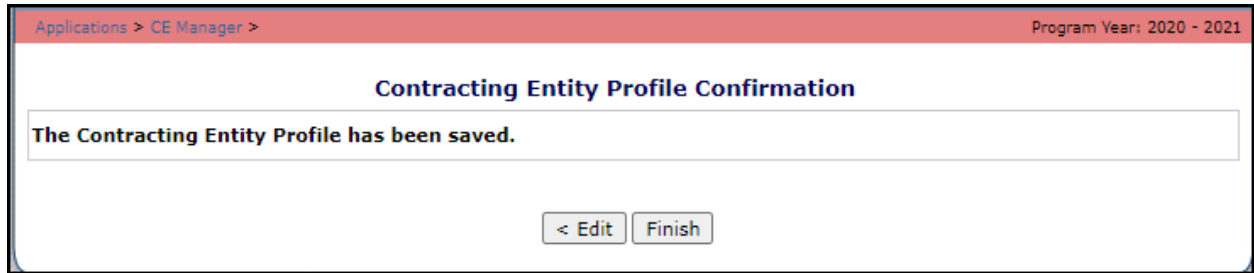 Applications > CE Manager > Program Year: 2020 - 2021
Contracting Entity Profile Confirmation
The Contracting Entity Profile has been saved.
< Edit Finish